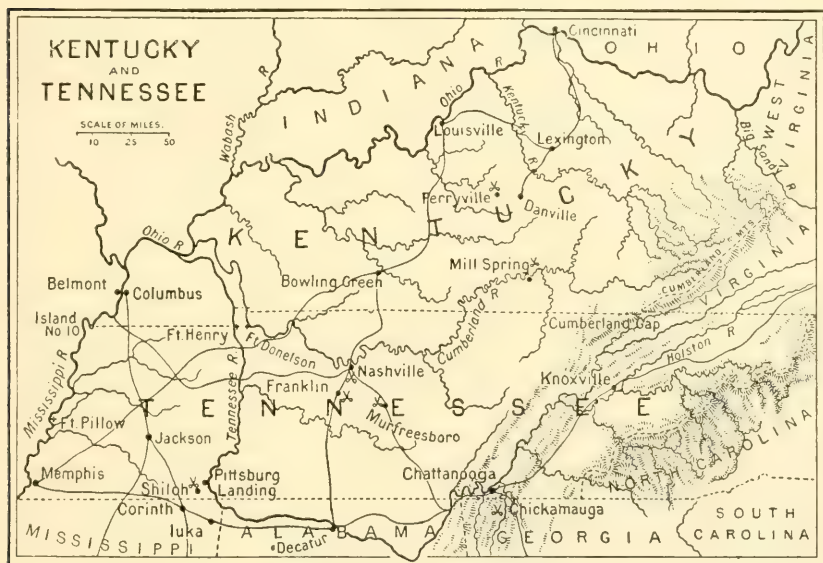 KENTUCKY
AND
TENNESSEE
SCALE OF MILES.
10 25 50
Cincinnati
OHIO
INDIANA
Ohio R
Wabash R
Kentucky R
Louisville
Lexington
Big Sandy R
WEST VIRGINIA
Perryville
Danville
KENTUCKY
Ohio R
Mill Spring
CUMBERLAND MTS.
VIRGINIA
Belmont
Columbus
Bowling Green
Cumberland R
Island No 10
Ft. Henry
Ft. Donelson
Cumberland Gap
Holston R
Mississippi R
Tennessee R
Nashville
Franklin
Knoxville
TENNESSEE
Ft. Pillow
Murfreesboro
Jackson
NORTH CAROLINA
Memphis
Shiloh
Pittsburg Landing
Chattanooga
Corinth
Chickamauga
SOUTH CAROLINA
MISSISSIPPI
Iuka
ALABAMA
GEORGIA
Decatur